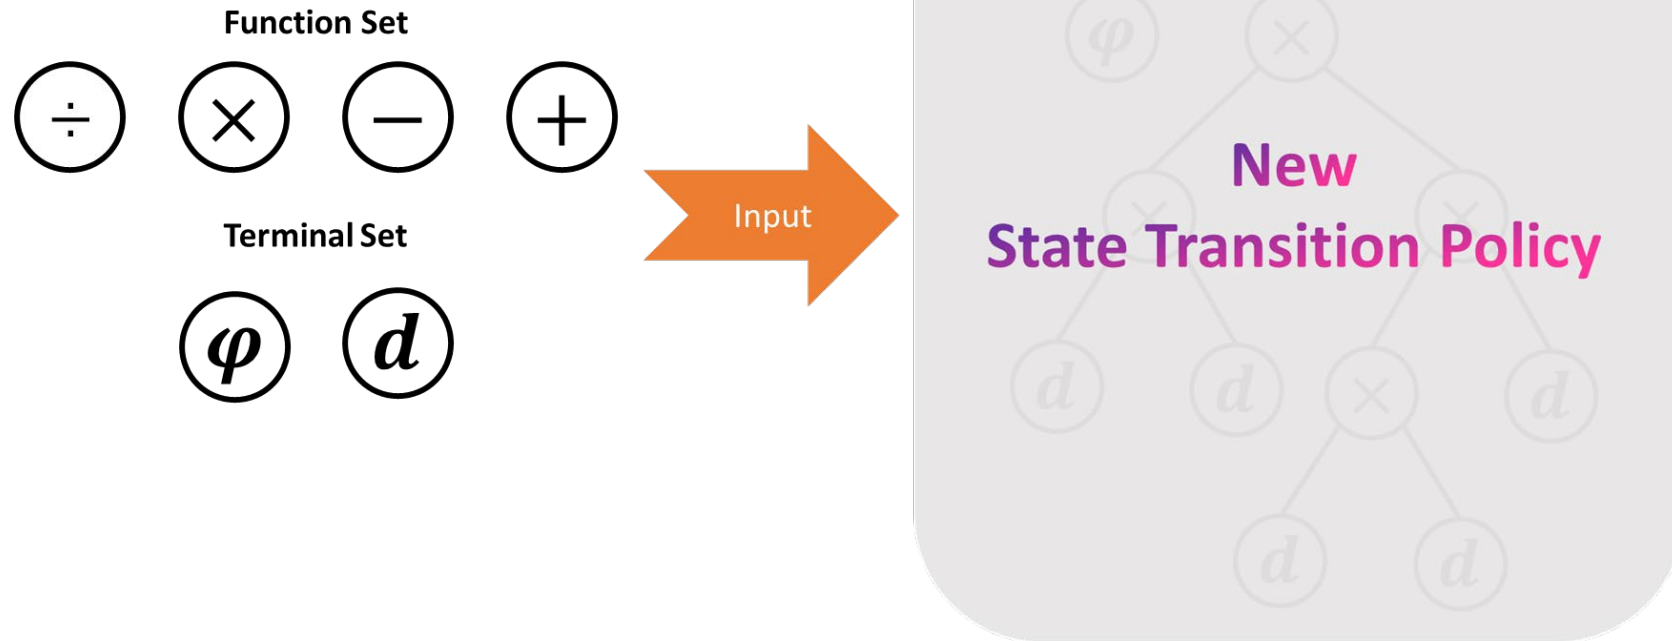 Function Set
÷ × − +
Input
Terminal Set
φ d
φ ×
New
× ×
State Transition Policy
d d × d
d d